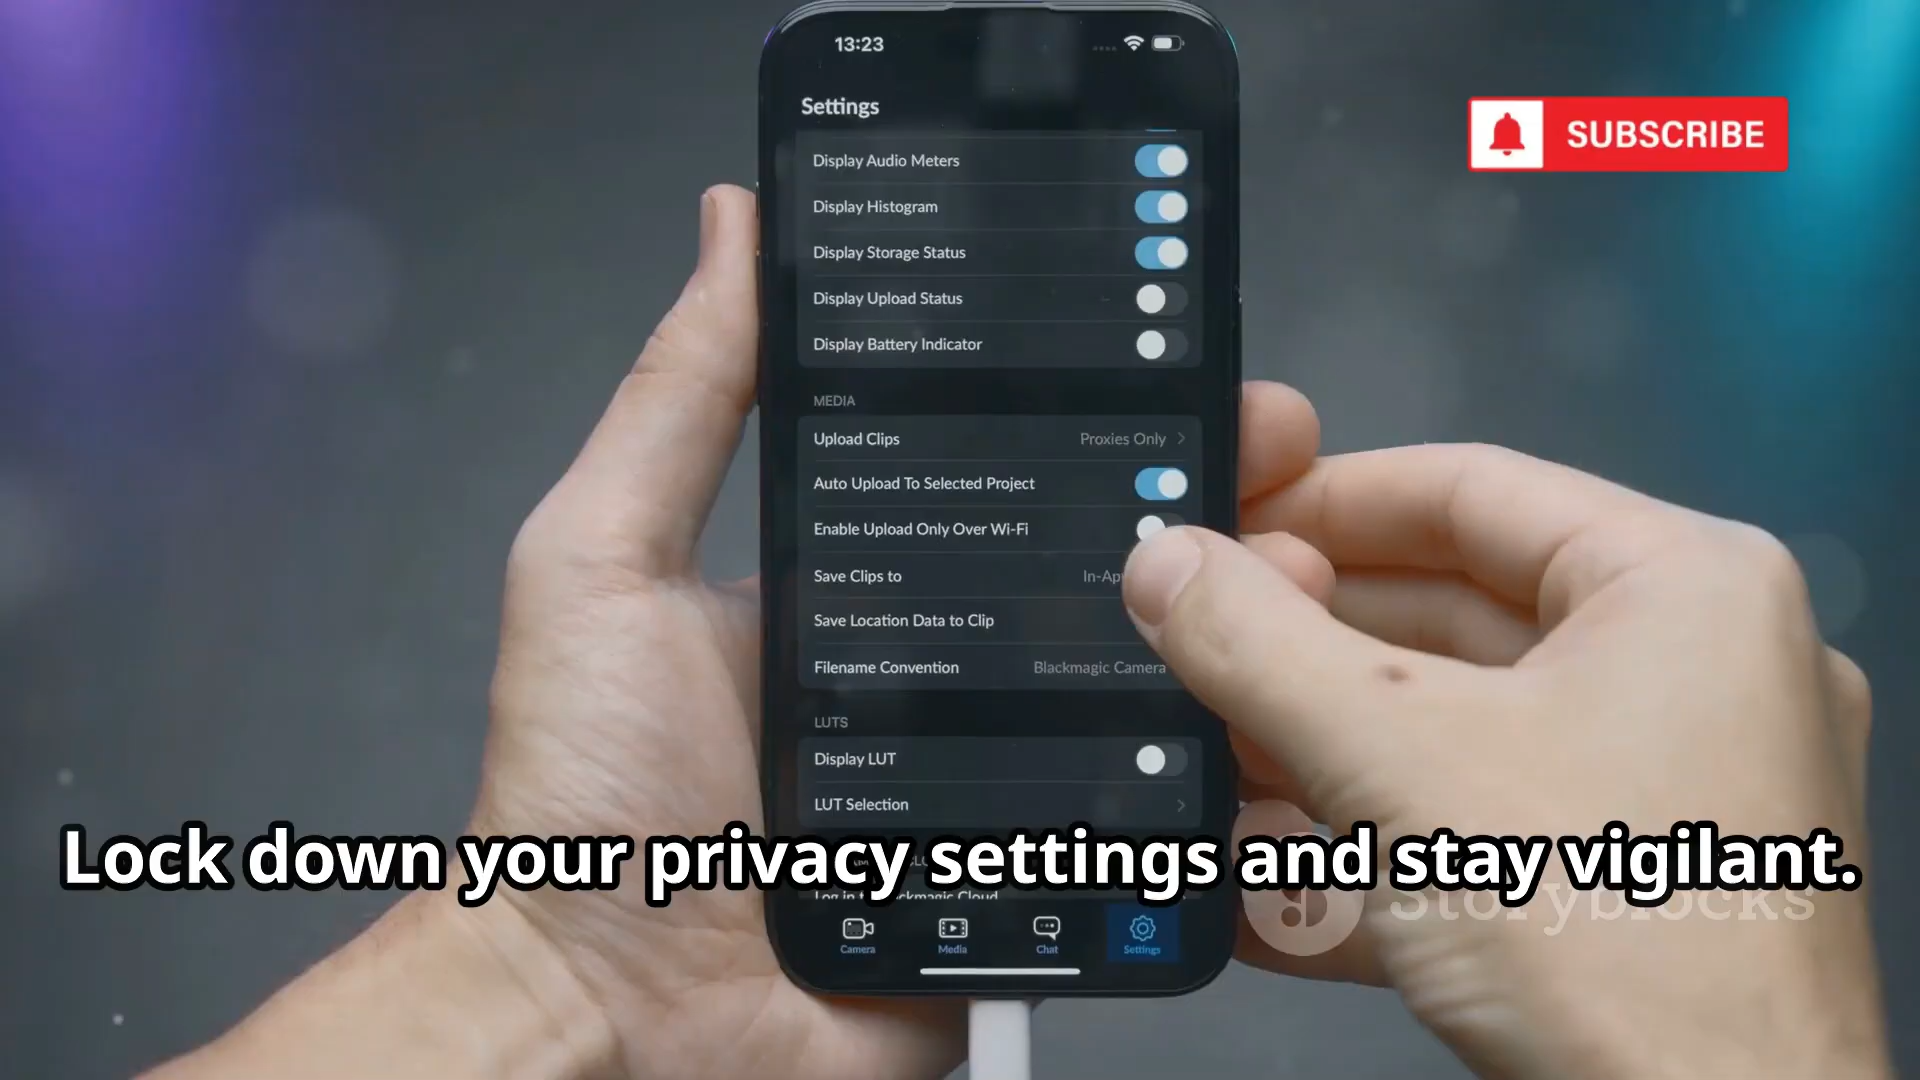 13:23
SUBSCRIBE
Settings
Display Audio Meters
Display Histogram
Display Storage Status
Display Upload Status
Display Battery Indicator
MEDIA
Upload Clips Proxies Only
Auto Upload To Selected Project
Enable Upload Only Over Wi-Fi
Save Clips to
Save Location Data to Clip
Filename Convention Blackmagic Camera
LUTS
Display LUT
LUT Selection
Lock down your privacy settings and stay vigilant.
Storyblocks
Camera Media Chat Settings